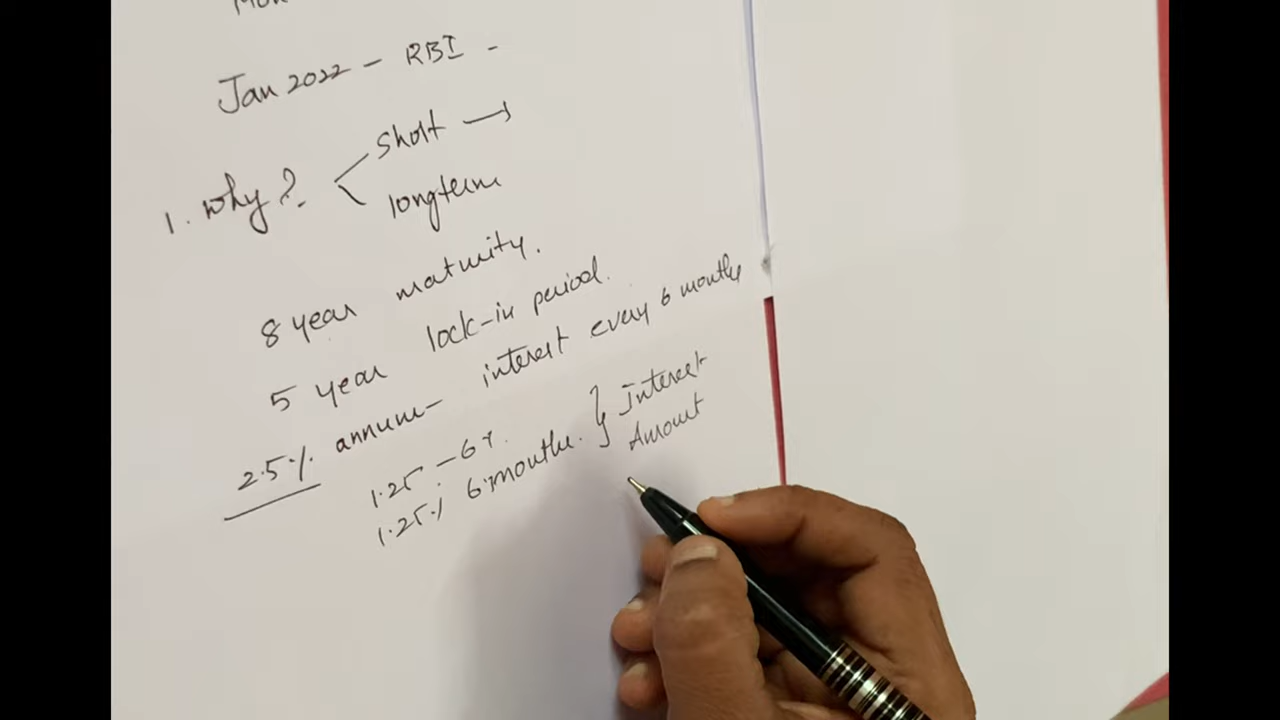 Jan 2022 - RBI -
1. why?
short →
longterm
8 year maturity.
5 year lock-in period.
2.5% annum- interest every 6 months
1.25 - 6
1.25% 6 months. } Interest
Amount